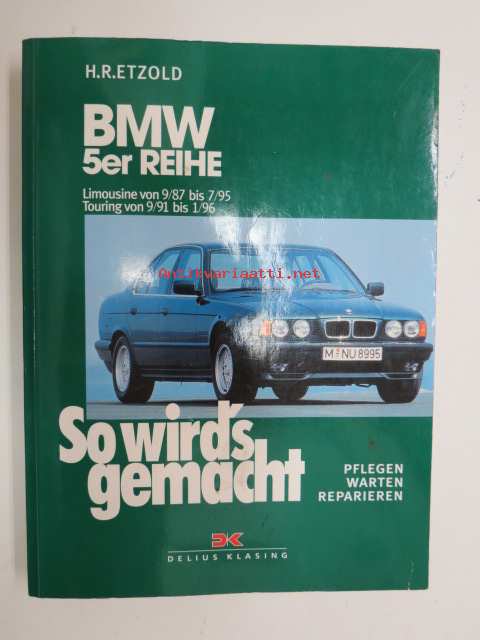 H.R.ETZOLD
BMW
5er REIHE
Limousine von 9/87 bis 7/95
Touring von 9/91 bis 1/96
Antikvariaatti.net
M NU 8995
So wird's
gemacht
PFLEGEN
WARTEN
REPARIEREN
DK
DELIUS KLASING